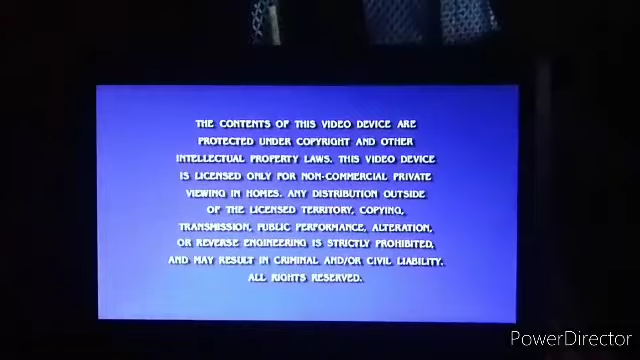 THE CONTENTS OF THIS VIDEO DEVICE ARE
PROTECTED UNDER COPYRIGHT AND OTHER
INTELLECTUAL PROPERTY LAWS. THIS VIDEO DEVICE
IS LICENSED ONLY FOR NON-COMMERCIAL PRIVATE
VIEWING IN HOMES. ANY DISTRIBUTION OUTSIDE
OF THE LICENSED TERRITORY, COPYING,
TRANSMISSION, PUBLIC PERFORMANCE, ALTERATION,
OR REVERSE ENGINEERING IS STRICTLY PROHIBITED,
AND MAY RESULT IN CRIMINAL AND/OR CIVIL LIABILITY.
ALL RIGHTS RESERVED.
PowerDirector